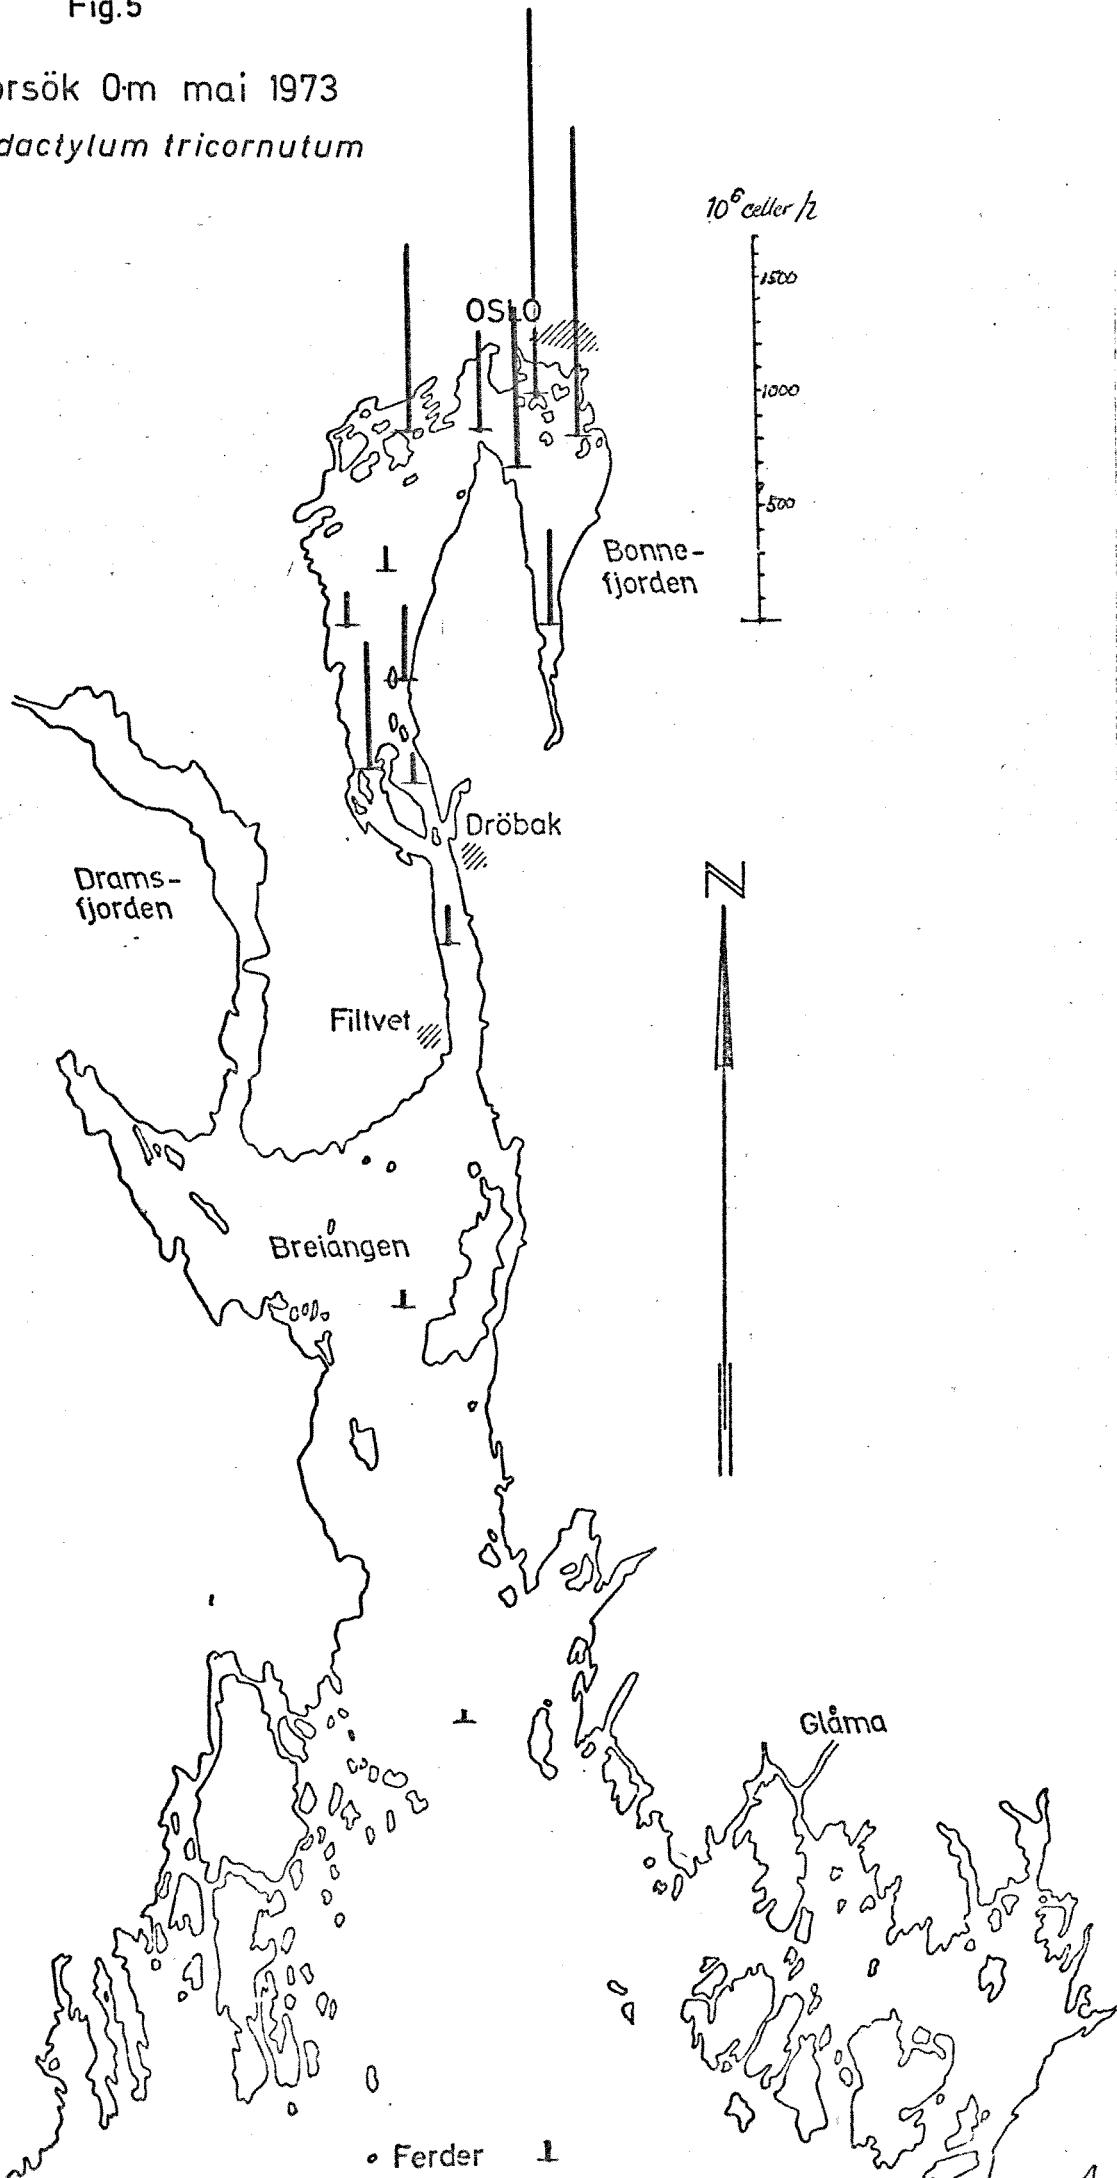 Fig.5
orsök 0·m mai 1973
dactylum tricornutum
10⁶ celler/l
1500
OSLO
1000
500
Bonne-
fjorden
Dröbak
Drams-
fjorden
N
Filtvet
Breiången
Glåma
Ferder